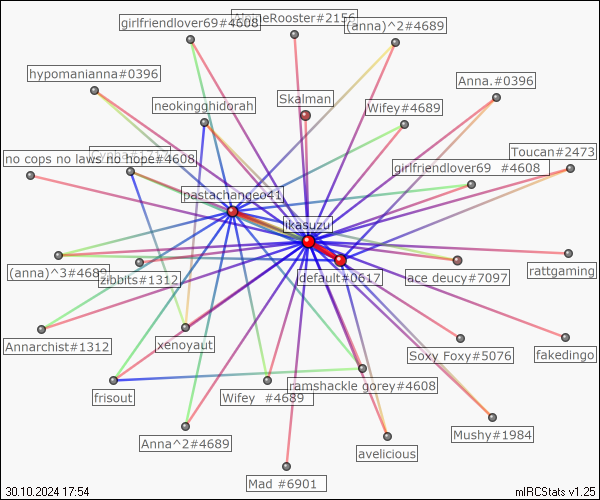 girlfriendlover69#4608
AlpineRooster#2156
(anna)^2#4689
hypomanianna#0396
Anna.#0396
neokingghidorah
Skalman
Wifey#4689
no cops no laws no hope#4608
Toucan#2473
girlfriendlover69 #4608
pastachangeo41
ikasuzu
(anna)^3#4689
zibbits#1312
default#0617
ace deucy#7097
rattgaming
Annarchist#1312
xenoyaut
Soxy Foxy#5076
fakedingo
frisout
Wifey #4689
ramshackle gorey#4608
Anna^2#4689
avelicious
Mushy#1984
Mad #6901
30.10.2024 17:54
mIRCStats v1.25